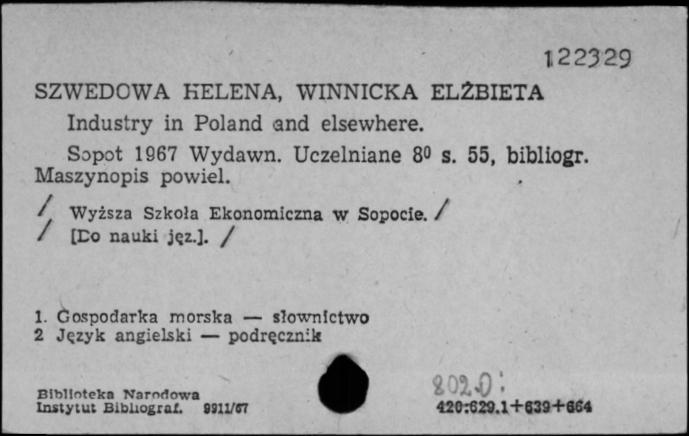 122329
SZWEDOWA HELENA, WINNICKA ELŻBIETA
Industry in Poland and elsewhere.
Sopot 1967 Wydawn. Uczelniane 8⁰ s. 55, bibliogr.
Maszynopis powiel.
/ Wyższa Szkoła Ekonomiczna w Sopocie. /
/ [Do nauki jęz.]. /
1. Gospodarka morska — słownictwo
2 Język angielski — podręcznik
Biblioteka Narodowa
Instytut Bibliograf. 9911/67
802.0:
420:629.1+639+664